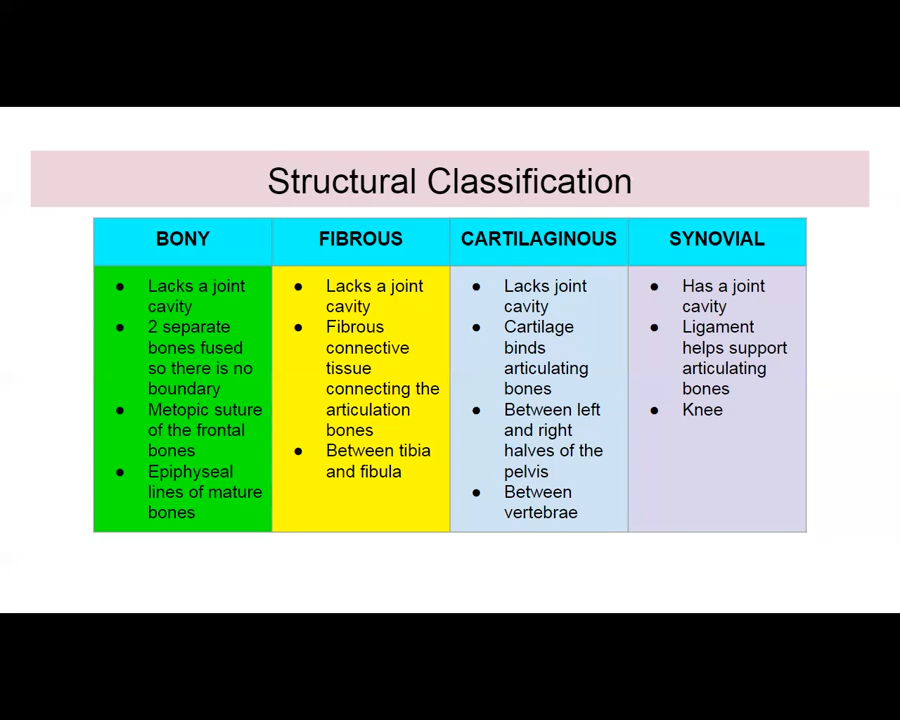 Structural Classification
BONY
FIBROUS
CARTILAGINOUS
SYNOVIAL
● Lacks a joint
cavity
● 2 separate
bones fused
so there is no
boundary
● Metopic suture
of the frontal
bones
● Epiphyseal
lines of mature
bones
● Lacks a joint
cavity
● Fibrous
connective
tissue
connecting the
articulation
bones
● Between tibia
and fibula
● Lacks joint
cavity
● Cartilage
binds
articulating
bones
● Between left
and right
halves of the
pelvis
● Between
vertebrae
● Has a joint
cavity
● Ligament
helps support
articulating
bones
● Knee